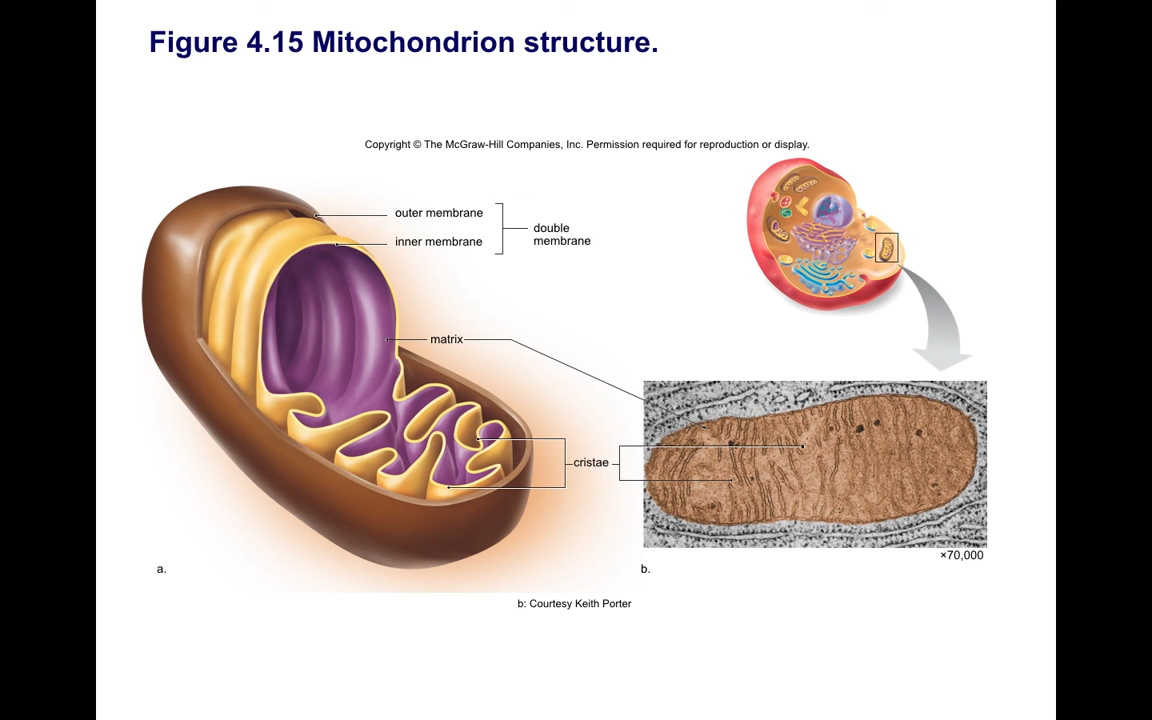 Figure 4.15 Mitochondrion structure.
Copyright © The McGraw-Hill Companies, Inc. Permission required for reproduction or display.
outer membrane
inner membrane
double
membrane
matrix
cristae
×70,000
a.
b.
b: Courtesy Keith Porter